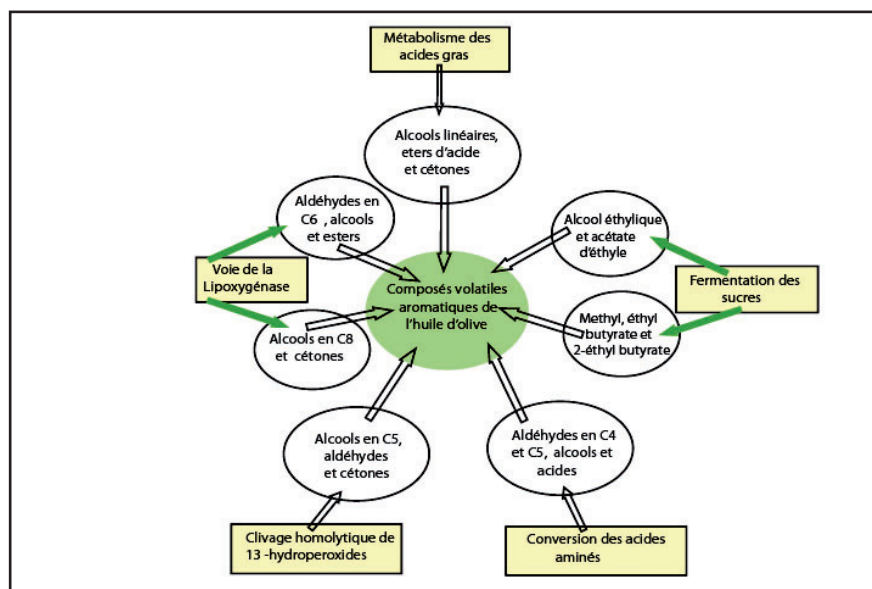 Métabolisme des
acides gras
Alcools linéaires,
eters d'acide
et cétones
Aldéhydes en
C6 , alcools
et esters
Alcool éthylique
et acétate
d'éthyle
Voie de la
Lipoxygénase
Composés volatiles
aromatiques de
l'huile d'olive
Fermentation des
sucres
Alcools en C8
et cétones
Methyl, éthyl
butyrate et
2-éthyl butyrate
Alcools en C5,
aldéhydes
et cétones
Aldéhydes en C4
et C5, alcools et
acides
Clivage homolytique de
13 -hydroperoxides
Conversion des acides
aminés